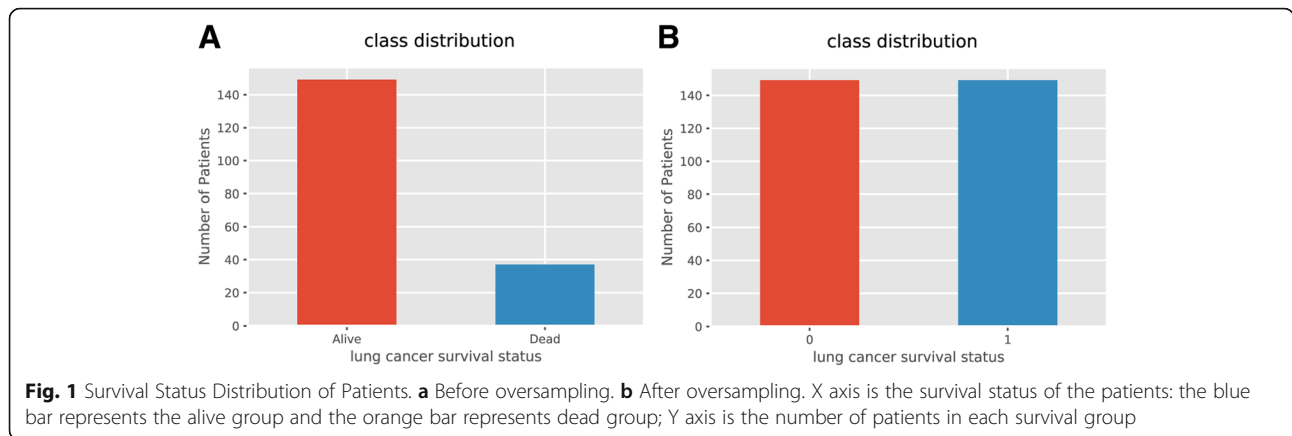 A
class distribution
Number of Patients
140
120
100
80
60
40
20
0
Alive
Dead
lung cancer survival status
B
class distribution
Number of Patients
140
120
100
80
60
40
20
0
0
1
lung cancer survival status
Fig. 1 Survival Status Distribution of Patients. a Before oversampling. b After oversampling. X axis is the survival status of the patients: the blue
bar represents the alive group and the orange bar represents dead group; Y axis is the number of patients in each survival group